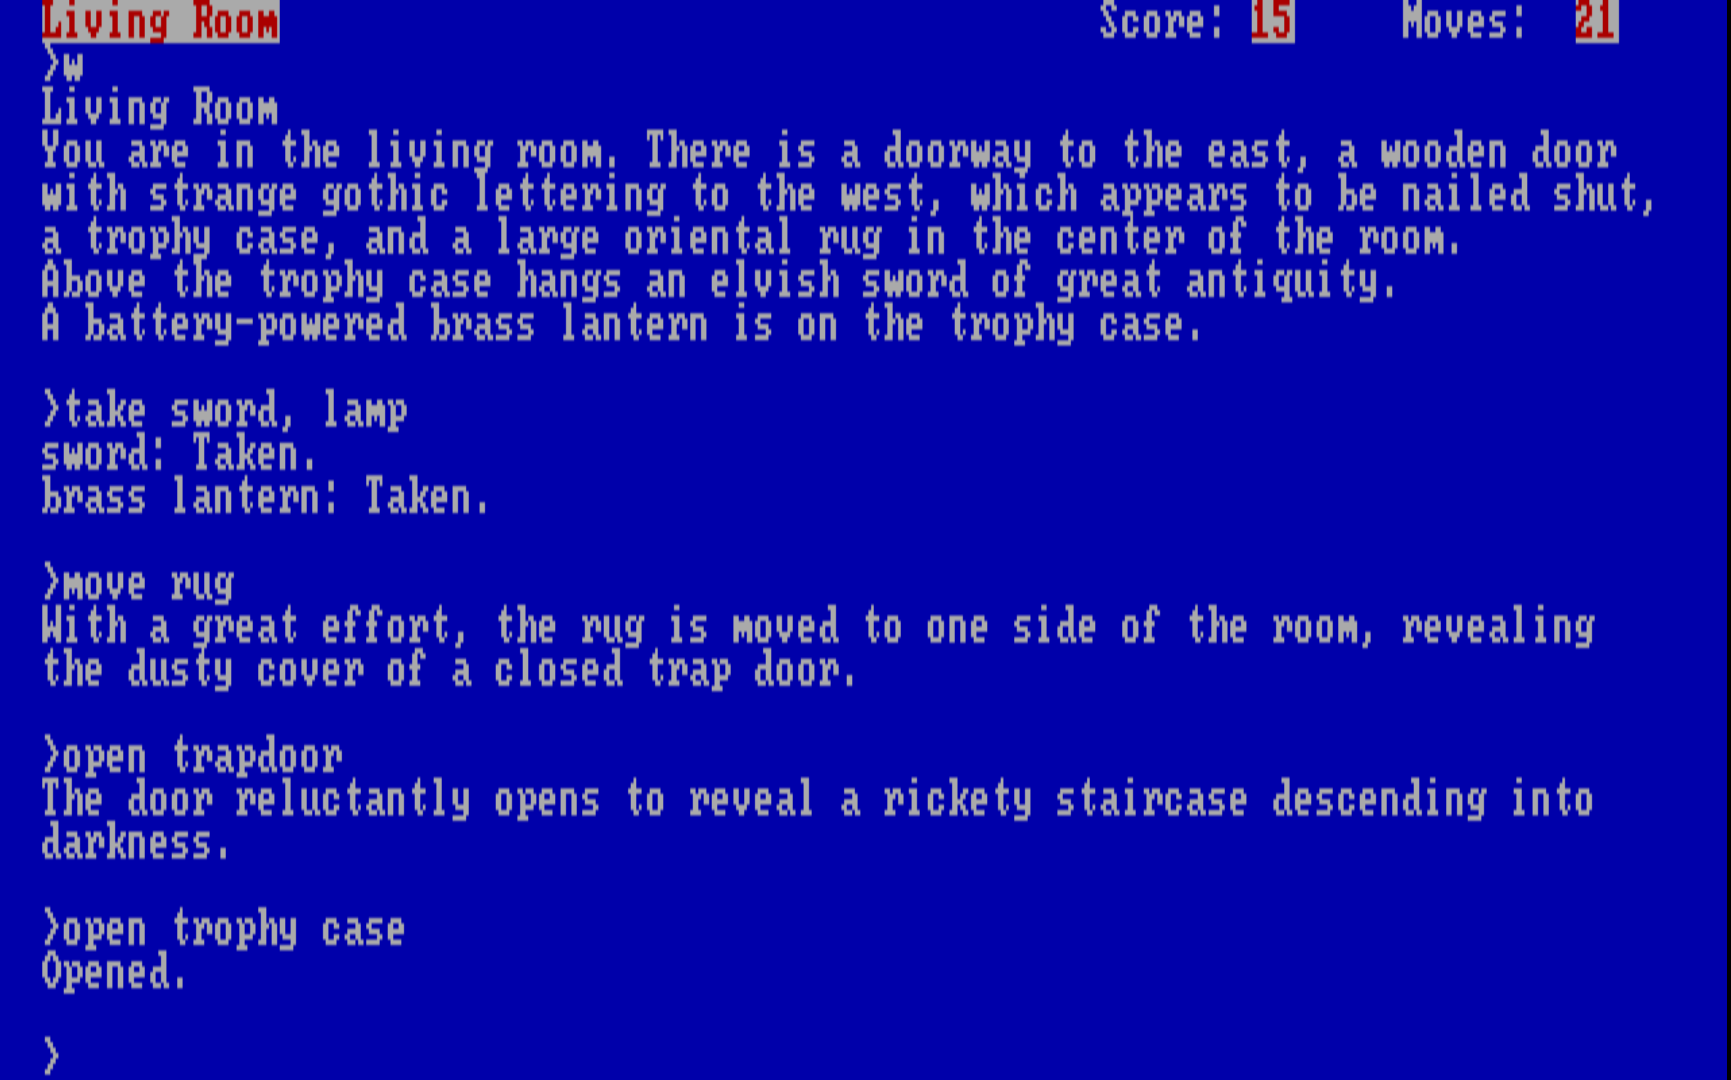 Living Room Score: 15 Moves: 21
>w
Living Room
You are in the living room. There is a doorway to the east, a wooden door
with strange gothic lettering to the west, which appears to be nailed shut,
a trophy case, and a large oriental rug in the center of the room.
Above the trophy case hangs an elvish sword of great antiquity.
A battery-powered brass lantern is on the trophy case.
>take sword, lamp
sword: Taken.
brass lantern: Taken.
>move rug
With a great effort, the rug is moved to one side of the room, revealing
the dusty cover of a closed trap door.
>open trapdoor
The door reluctantly opens to reveal a rickety staircase descending into
darkness.
>open trophy case
Opened.
>